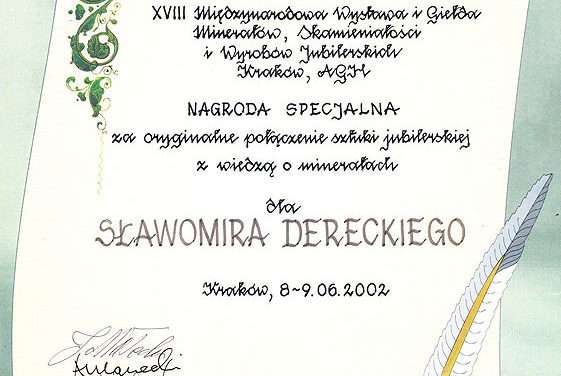 XVIII Międzynarodowa Wystawa i Giełda
Minerałów, Skamieniałości
i Wyrobów Jubilerskich
Kraków, AGH
NAGRODA SPECJALNA
za oryginalne połączenie sztuki jubilerskiej
z wiedzą o minerałach
dla
SŁAWOMIRA DERECKIEGO
Kraków, 8~9.06.2002